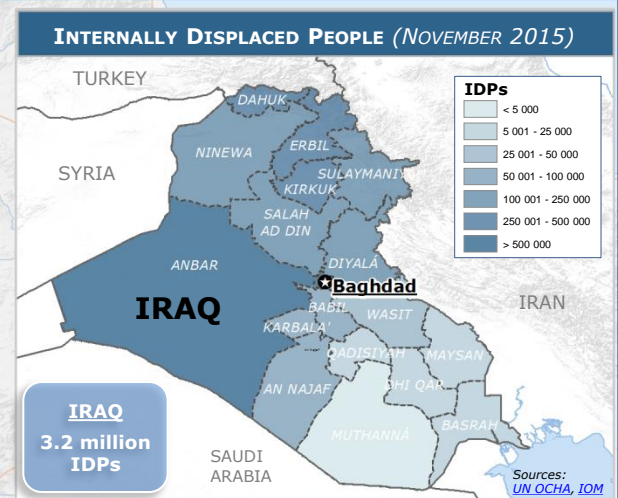 INTERNALLY DISPLACED PEOPLE (NOVEMBER 2015)
TURKEY
SYRIA
IRAN
SAUDI
ARABIA
DAHUK
NINEWA
ERBIL
SULAYMANIY
KIRKUK
SALAH
AD DIN
DIYALÁ
ANBAR
Baghdad
IRAQ
BABIL
WASIT
KARBALA'
QADISIYAH
MAYSAN
AN NAJAF
DHI QAR
MUTHANNÁ
BASRAH
IDPs
< 5 000
5 001 - 25 000
25 001 - 50 000
50 001 - 100 000
100 001 - 250 000
250 001 - 500 000
> 500 000
IRAQ
3.2 million
IDPs
Sources:
UN OCHA, IOM